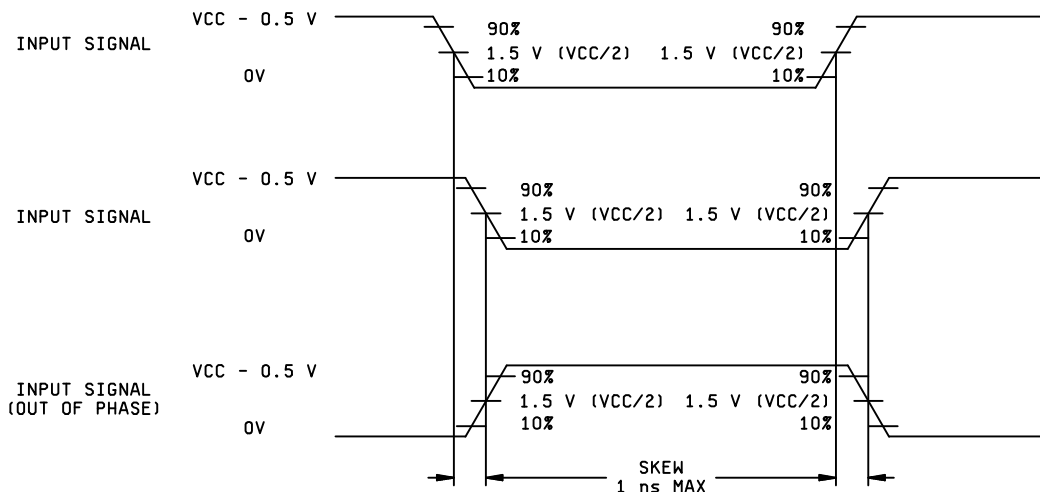 VCC - 0.5 V
90% 90%
INPUT SIGNAL
1.5 V (VCC/2) 1.5 V (VCC/2)
0V
10% 10%
VCC - 0.5 V
90% 90%
INPUT SIGNAL
1.5 V (VCC/2) 1.5 V (VCC/2)
0V
10% 10%
VCC - 0.5 V
90% 90%
INPUT SIGNAL
(OUT OF PHASE)
1.5 V (VCC/2) 1.5 V (VCC/2)
0V
10% 10%
SKEW
1 ns MAX